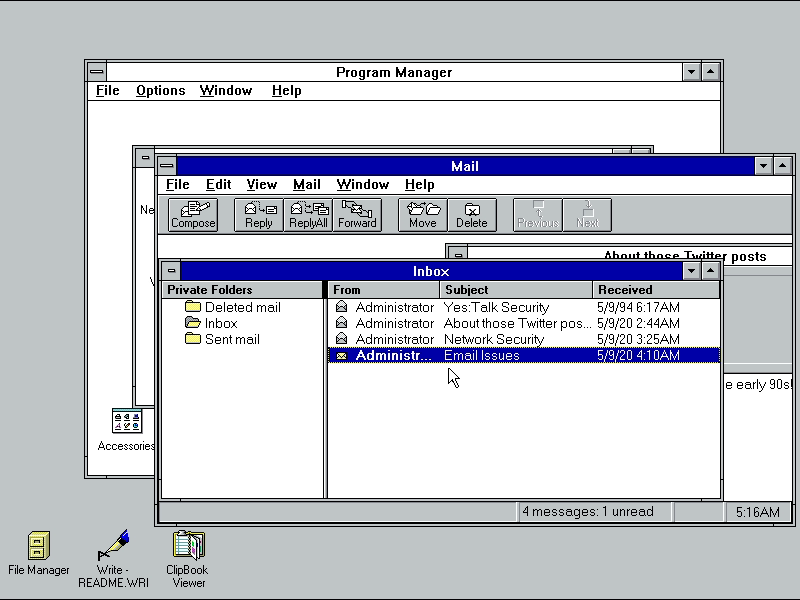 Program Manager
File Options Window Help
Mail
File Edit View Mail Window Help
Ne
Compose Reply ReplyAll Forward Move Delete Previous Next
About those Twitter posts
Inbox
Private Folders From Subject Received
Deleted mail
Inbox
Sent mail
Administrator Yes:Talk Security 5/9/94 6:17AM
Administrator About those Twitter pos... 5/9/20 2:44AM
Administrator Network Security 5/9/20 3:25AM
Administr... Email Issues 5/9/20 4:10AM
e early 90s!
Accessories
4 messages: 1 unread 5:16AM
File Manager
Write -
README.WRI
ClipBook
Viewer